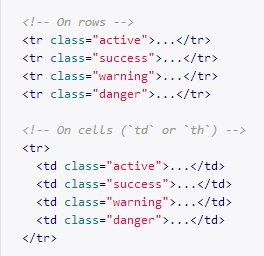 <!-- On rows -->
<tr class="active">...</tr>
<tr class="success">...</tr>
<tr class="warning">...</tr>
<tr class="danger">...</tr>

<!-- On cells (`td` or `th`) -->
<tr>
  <td class="active">...</td>
  <td class="success">...</td>
  <td class="warning">...</td>
  <td class="danger">...</td>
</tr>